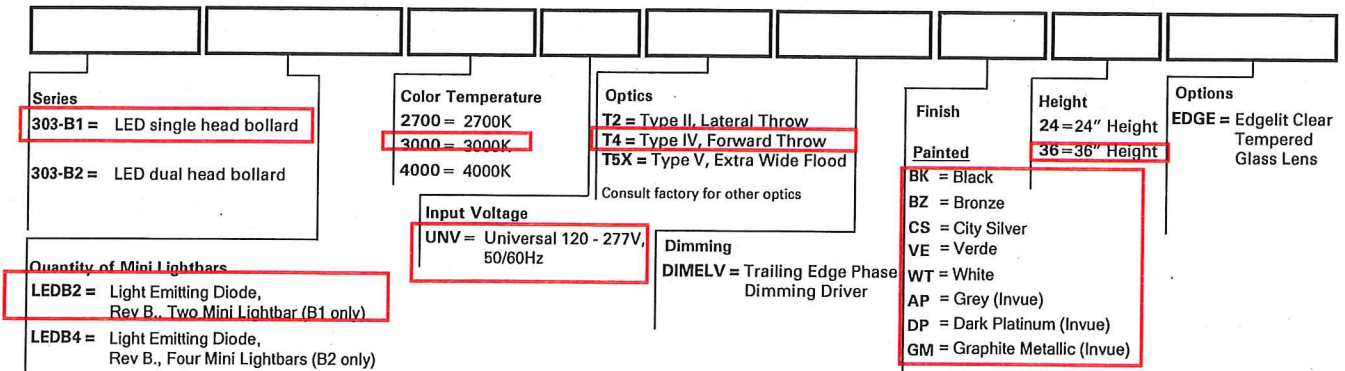 Series
303-B1 = LED single head bollard
303-B2 = LED dual head bollard
Quantity of Mini Lightbars
LEDB2 = Light Emitting Diode,
Rev B., Two Mini Lightbar (B1 only)
LEDB4 = Light Emitting Diode,
Rev B., Four Mini Lightbars (B2 only)
Color Temperature
2700 = 2700K
3000 = 3000K
4000 = 4000K
Input Voltage
UNV = Universal 120 - 277V,
50/60Hz
Optics
T2 = Type II, Lateral Throw
T4 = Type IV, Forward Throw
T5X = Type V, Extra Wide Flood
Consult factory for other optics
Dimming
DIMELV = Trailing Edge Phase
Dimming Driver
Finish
Painted
BK = Black
BZ = Bronze
CS = City Silver
VE = Verde
WT = White
AP = Grey (Invue)
DP = Dark Platinum (Invue)
GM = Graphite Metallic (Invue)
Height
24=24" Height
36=36" Height
Options
EDGE = Edgelit Clear
Tempered
Glass Lens